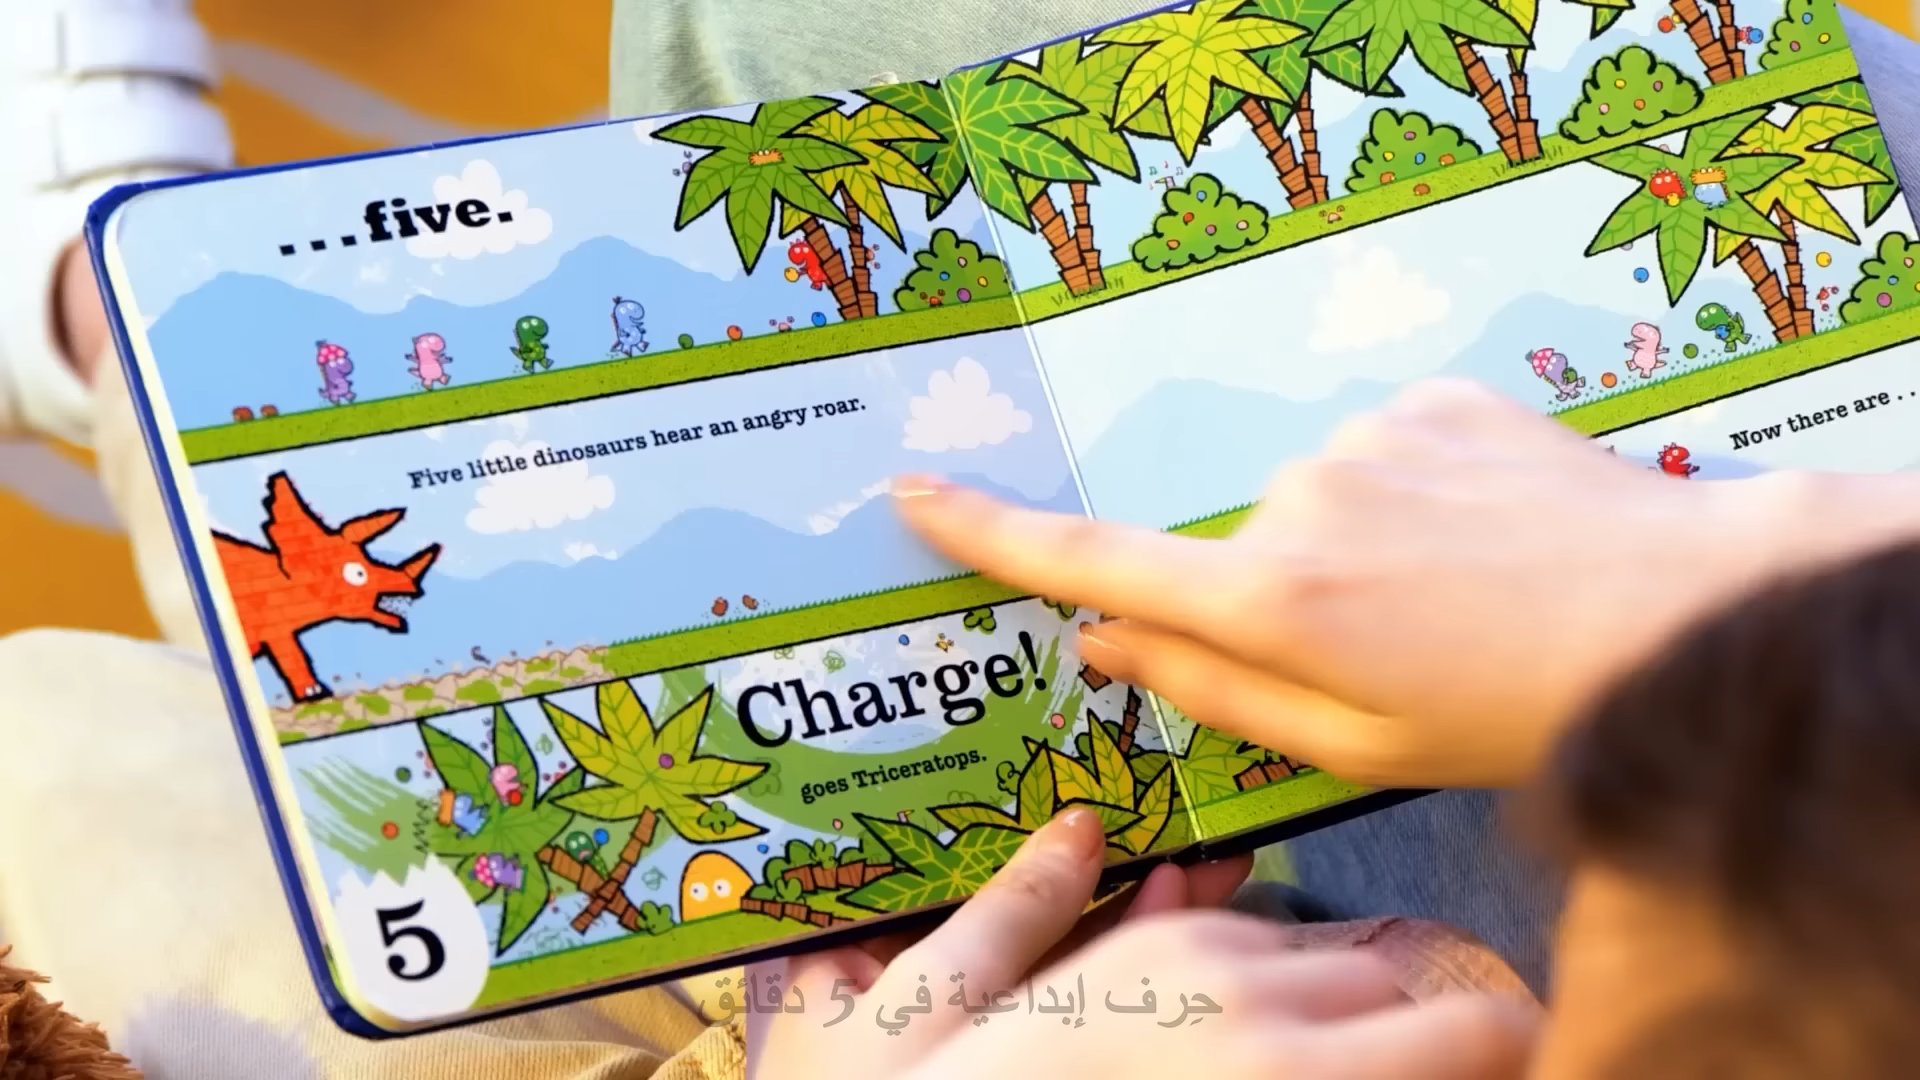 ...five.
Five little dinosaurs hear an angry roar.
Charge!
goes Triceratops.
5
Now there are . .
حِرف إبداعية في 5 دقائق